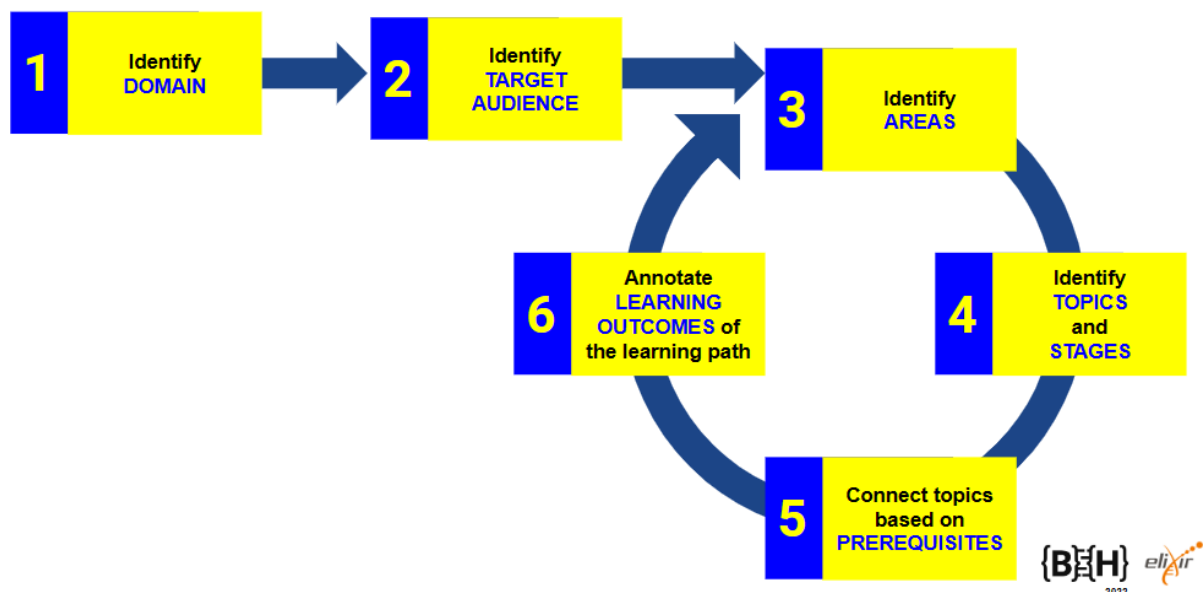 1
Identify
DOMAIN
2
Identify
TARGET
AUDIENCE
3
Identify
AREAS
4
Identify
TOPICS
and
STAGES
5
Connect topics
based on
PREREQUISITES
6
Annotate
LEARNING
OUTCOMES of
the learning path
{B H}
2022
elixir